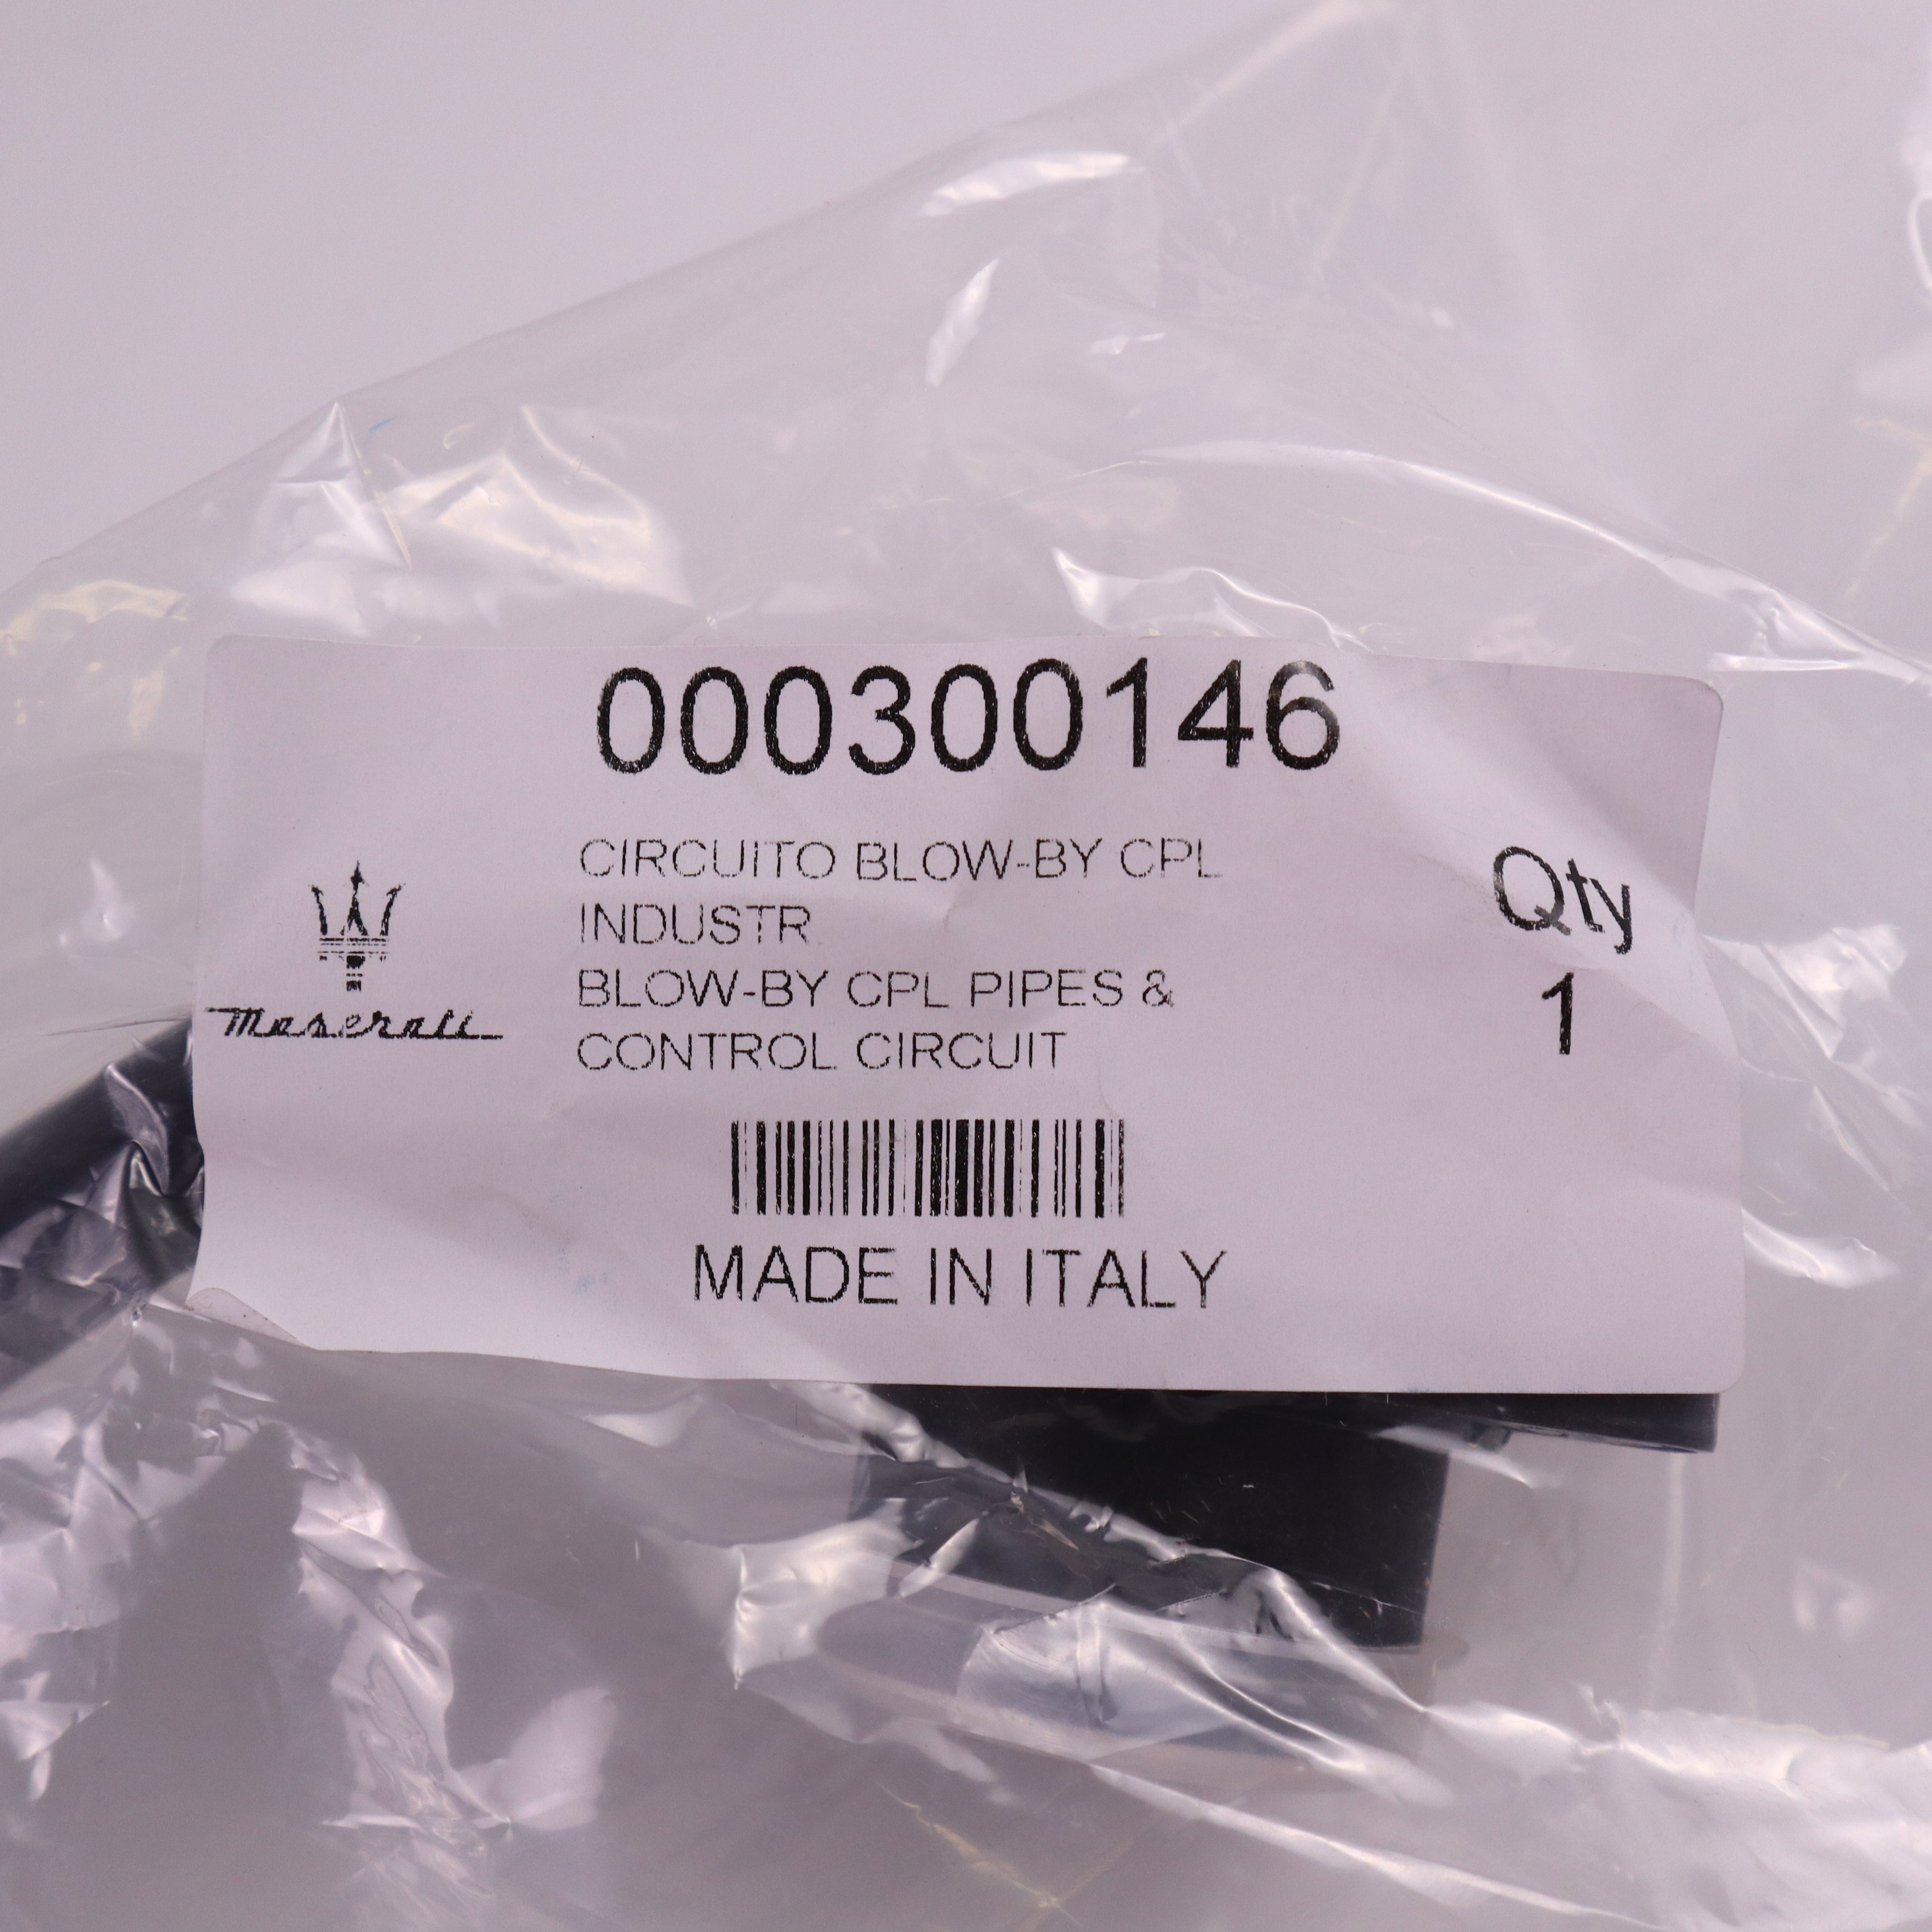 000300146
CIRCUITO BLOW-BY CPL
INDUSTR
BLOW-BY CPL PIPES &
CONTROL CIRCUIT
Qty
1
Maserati
MADE IN ITALY